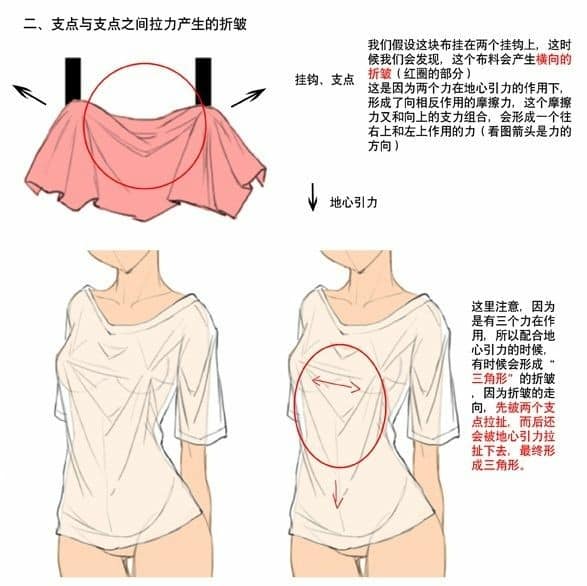 二、支点与支点之间拉力产生的折皱
挂钩、支点
我们假设这块布挂在两个挂钩上，这时
候我们会发现，这个布料会产生横向的
折皱（红圈的部分）
这是因为两个力在地心引力的作用下，
形成了向相反作用的摩擦力，这个摩擦
力又和向上的支力组合，会形成一个往
右上和左上作用的力（看图箭头是力的
方向）
地心引力
这里注意，因为
是有三个力在作
用，所以配合地
心引力的时候，
有时候会形成“
三角形”的折皱
，因为折皱的走
向，先被两个支
点拉扯，而后还
会被地心引力拉
扯下去，最终形
成三角形。